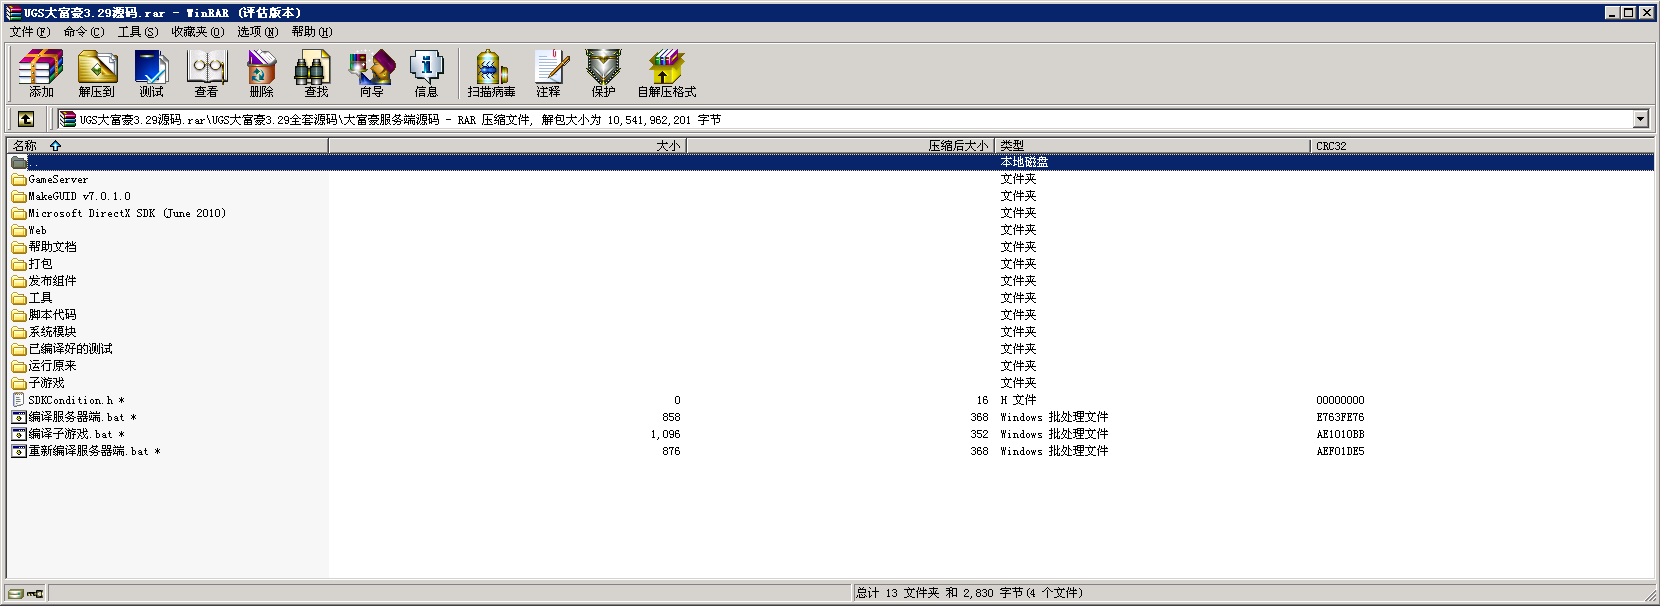 UGS大富豪3.29源码.rar - WinRAR (评估版本)
文件(F) 命令(C) 工具(S) 收藏夹(O) 选项(N) 帮助(H)
添加 解压到 测试 查看 删除 查找 向导 信息 扫描病毒 注释 保护 自解压格式
UGS大富豪3.29源码.rar\UGS大富豪3.29全套源码\大富豪服务端源码 - RAR 压缩文件, 解包大小为 10,541,962,201 字节
名称 大小 压缩后大小 类型 CRC32
.. 本地磁盘
GameServer 文件夹
MakeGUID v7.0.1.0 文件夹
Microsoft DirectX SDK (June 2010) 文件夹
Web 文件夹
帮助文档 文件夹
打包 文件夹
发布组件 文件夹
工具 文件夹
脚本代码 文件夹
系统模块 文件夹
已编译好的测试 文件夹
运行原来 文件夹
子游戏 文件夹
SDKCondition.h * 0 16 H 文件 00000000
编译服务器端.bat * 858 368 Windows 批处理文件 E763FE76
编译子游戏.bat * 1,096 352 Windows 批处理文件 AE1010BB
重新编译服务器端.bat * 876 368 Windows 批处理文件 AEF01DE5
总计 13 文件夹 和 2,830 字节(4 个文件)